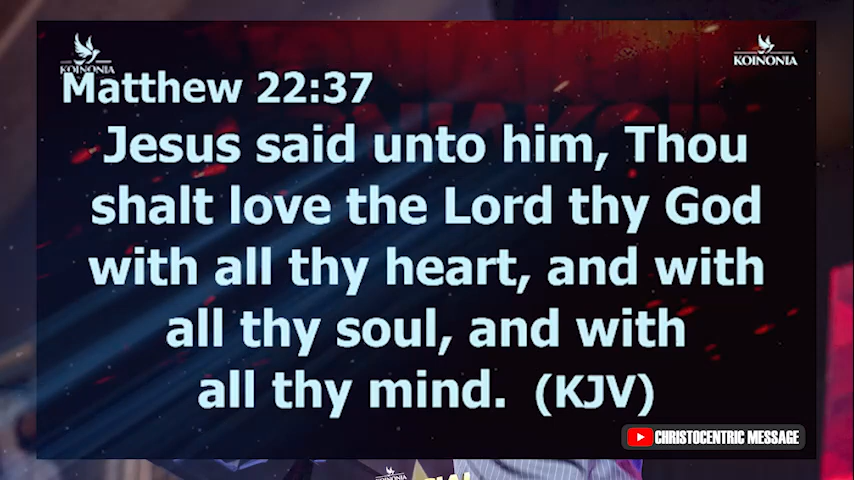 KOINONIA
KOINONIA
Matthew 22:37
Jesus said unto him, Thou
shalt love the Lord thy God
with all thy heart, and with
all thy soul, and with
all thy mind. (KJV)
CHRISTOCENTRIC MESSAGE
KOINONIA